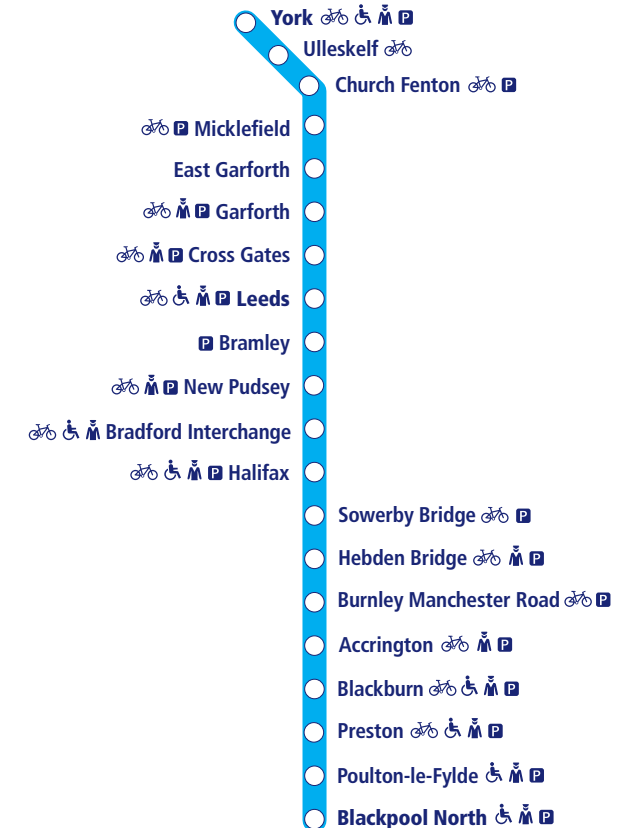 York P
Ulleskelf
Church Fenton P
P Micklefield
East Garforth
P Garforth
P Cross Gates
P Leeds
P Bramley
P New Pudsey
Bradford Interchange
P Halifax
Sowerby Bridge P
Hebden Bridge P
Burnley Manchester Road P
Accrington P
Blackburn P
Preston P
Poulton-le-Fylde P
Blackpool North P